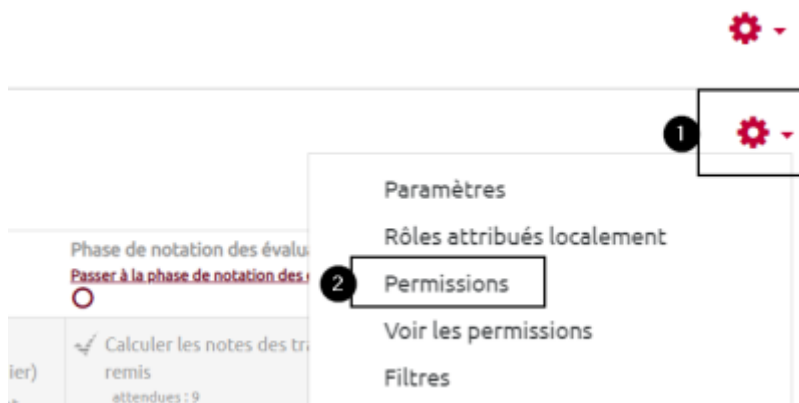 1
Paramètres
Rôles attribués localement
Phase de notation des évalu
Passer à la phase de notation des
2
Permissions
Calculer les notes des tra
Voir les permissions
ier)
remis
Filtres
attendues : 9